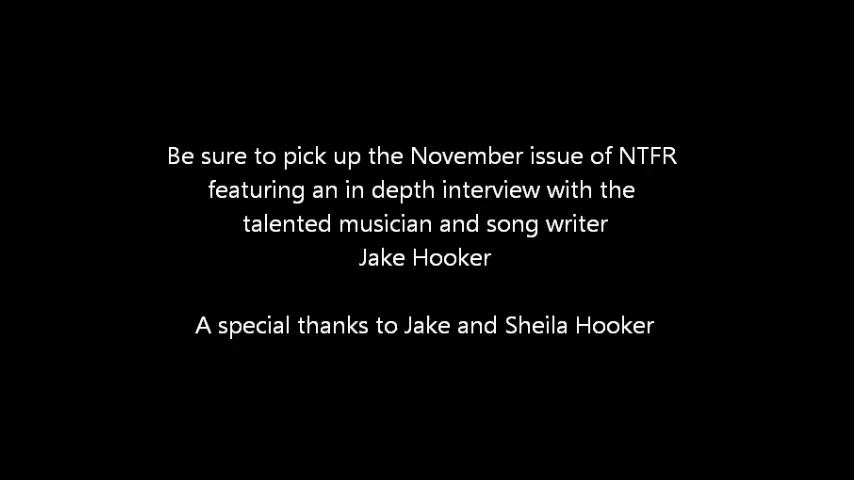 Be sure to pick up the November issue of NTFR
featuring an in depth interview with the
talented musician and song writer
Jake Hooker
A special thanks to Jake and Sheila Hooker